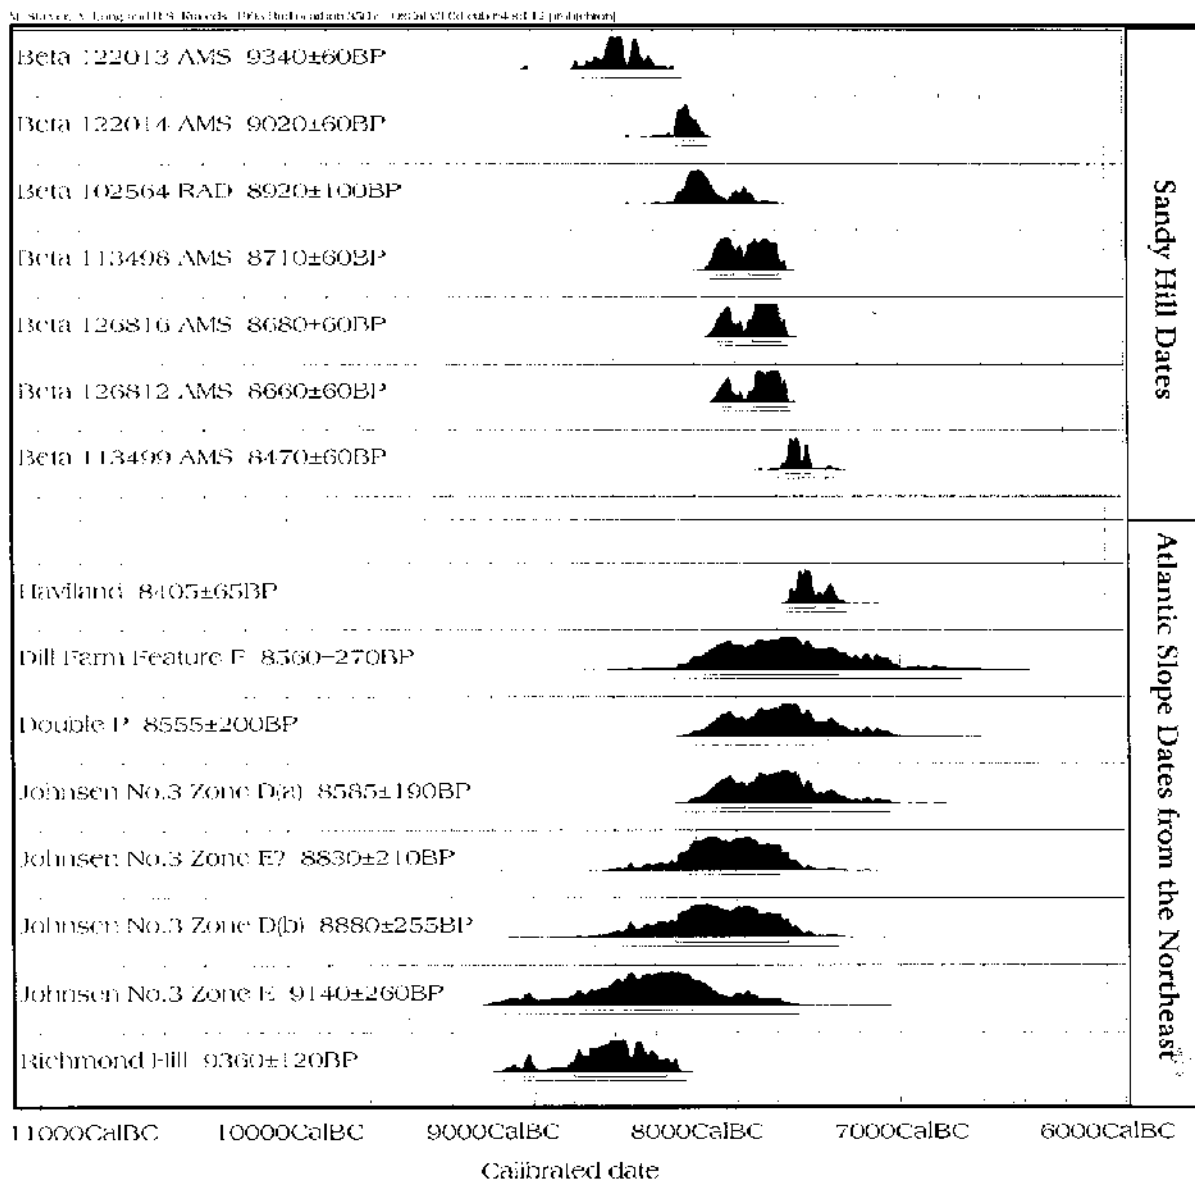 Beta 122013 AMS 9340±60BP
Beta 122014 AMS 9020±60BP
Beta 102564 RAD 8920±100BP
Beta 113498 AMS 8710±60BP
Beta 126816 AMS 8680±60BP
Beta 126812 AMS 8660±60BP
Beta 113499 AMS 8470±60BP
Sandy Hill Dates
Haviland 8405±65BP
Dill Farm Feature F 8560−270BP
Double P 8555±200BP
Johnsen No.3 Zone D(a) 8585±190BP
Johnsen No.3 Zone E? 8830±210BP
Johnsen No.3 Zone D(b) 8880±255BP
Johnsen No.3 Zone E 9140±260BP
Richmond Hill 9360±120BP
Atlantic Slope Dates from the Northeast
11000CalBC 10000CalBC 9000CalBC 8000CalBC 7000CalBC 6000CalBC
Calibrated date